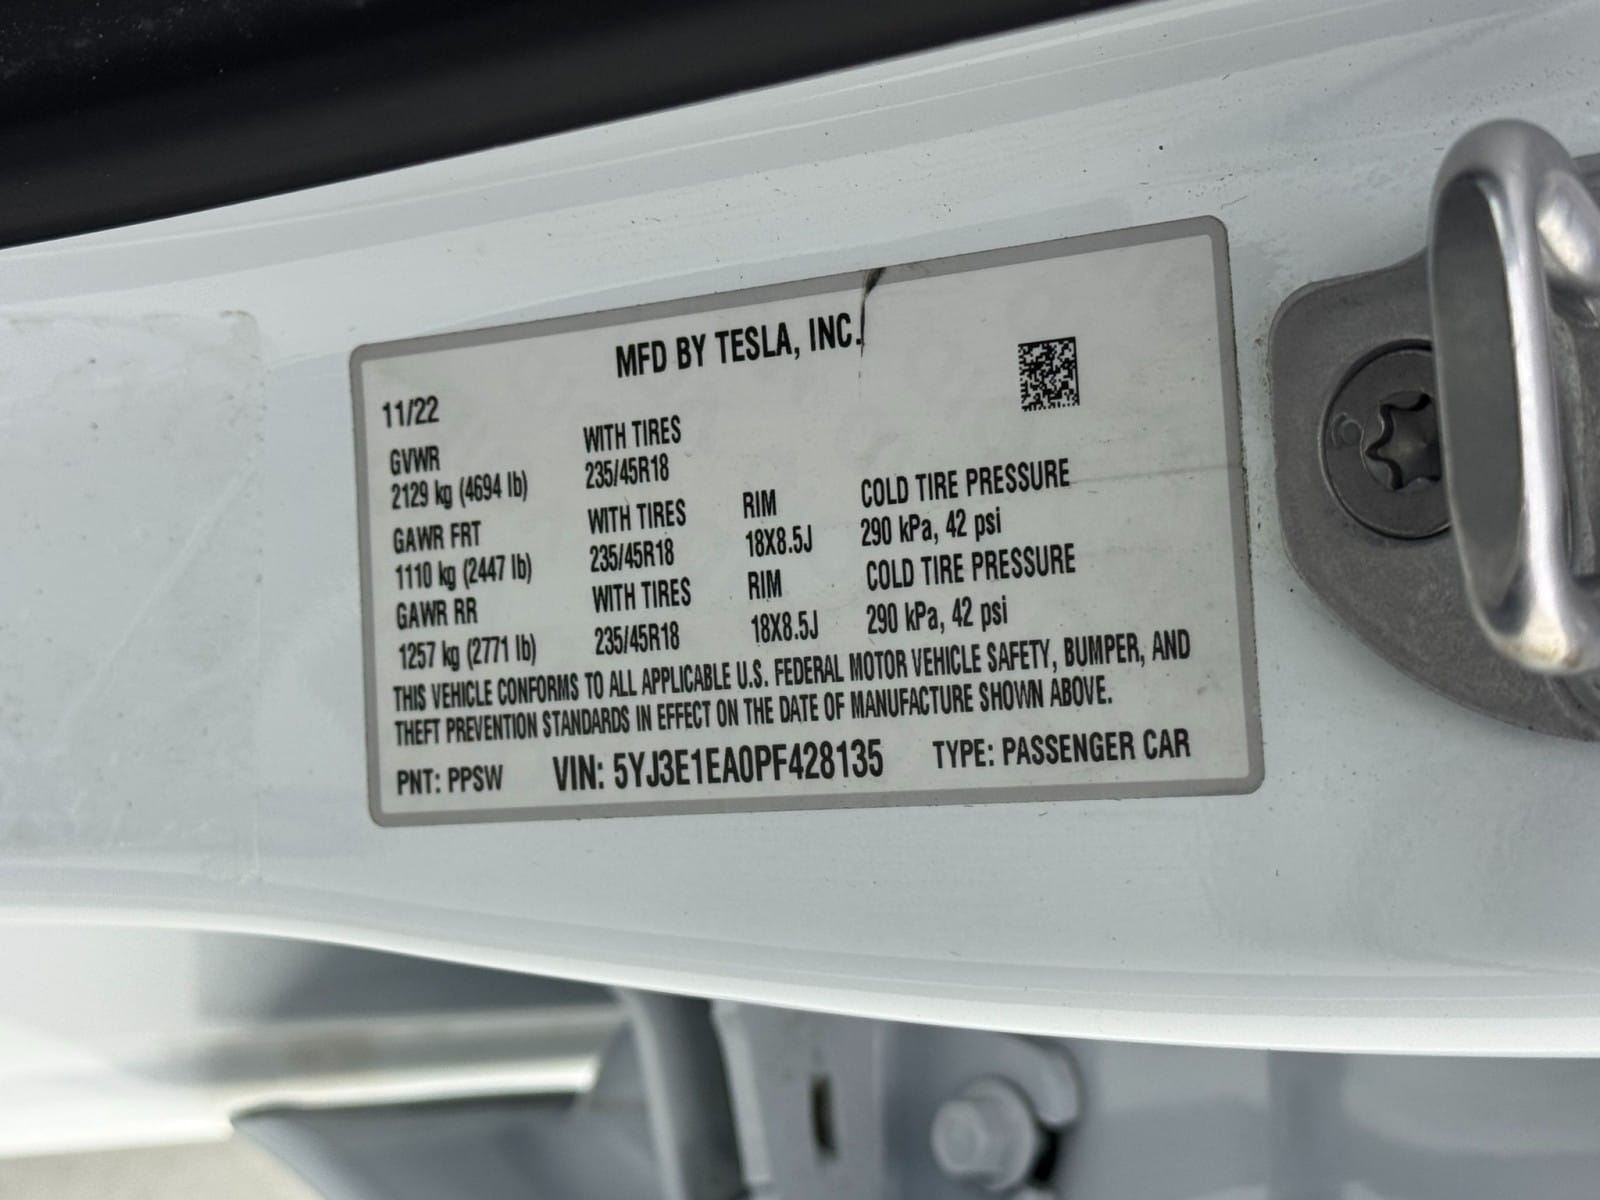 MFD BY TESLA, INC.
11/22
GVWR WITH TIRES
2129 kg (4694 lb) 235/45R18
GAWR FRT WITH TIRES RIM COLD TIRE PRESSURE
1110 kg (2447 lb) 235/45R18 18X8.5J 290 kPa, 42 psi
GAWR RR WITH TIRES RIM COLD TIRE PRESSURE
1257 kg (2771 lb) 235/45R18 18X8.5J 290 kPa, 42 psi
THIS VEHICLE CONFORMS TO ALL APPLICABLE U.S. FEDERAL MOTOR VEHICLE SAFETY, BUMPER, AND
THEFT PREVENTION STANDARDS IN EFFECT ON THE DATE OF MANUFACTURE SHOWN ABOVE.
PNT: PPSW VIN: 5YJ3E1EA0PF428135 TYPE: PASSENGER CAR